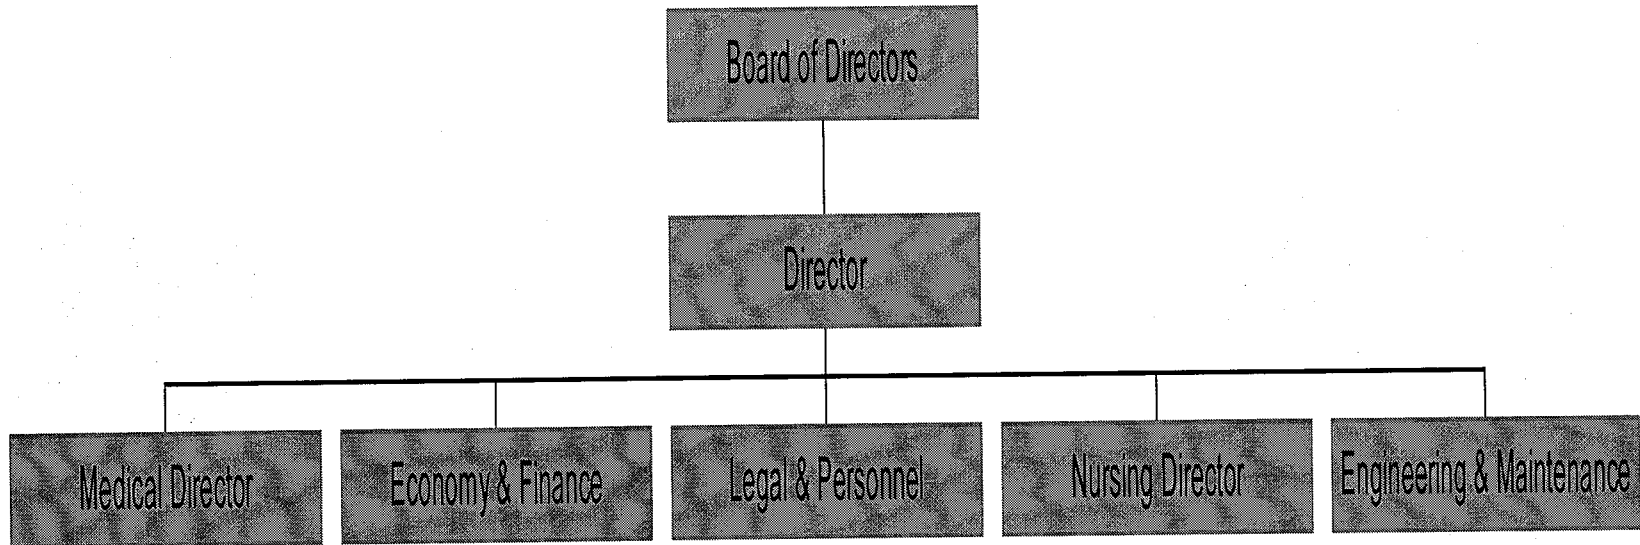 Board of Directors
Director
Medical Director
Economy & Finance
Legal & Personnel
Nursing Director
Engineering & Maintenance